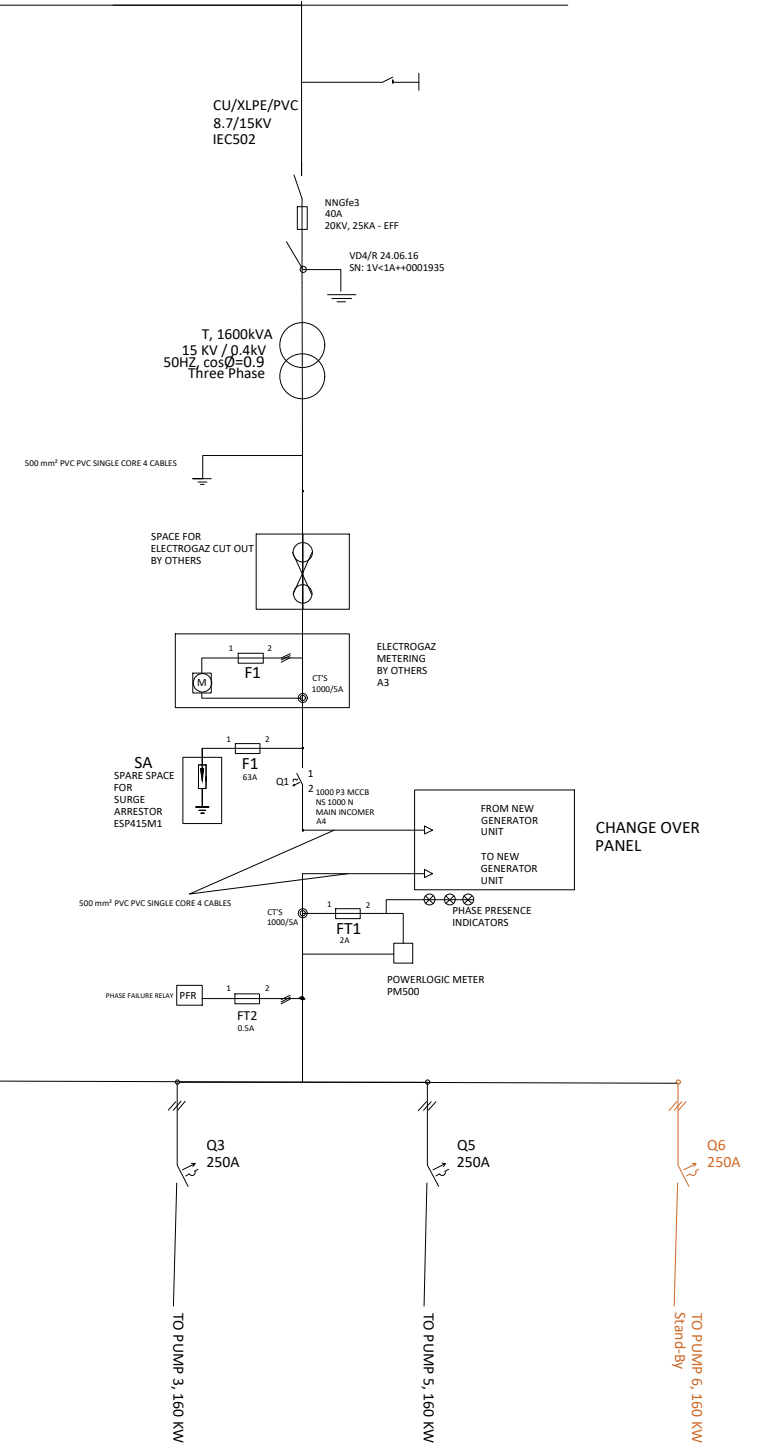 CU/XLPE/PVC
8.7/15KV
IEC502
NNGfe3
40A
20KV, 25KA - EFF
VD4/R 24.06.16
SN: 1V<1A++0001935
T, 1600kVA
15 KV / 0.4kV
50HZ, cosØ=0.9
Three Phase
500 mm² PVC PVC SINGLE CORE 4 CABLES
SPACE FOR
ELECTROGAZ CUT OUT
BY OTHERS
1 2
F1
M
CT'S
1000/5A
ELECTROGAZ
METERING
BY OTHERS
A3
SA
SPARE SPACE
FOR
SURGE
ARRESTOR
ESP415M1
1 2
F1
63A
Q1
1
2
1000 P3 MCCB
NS 1000 N
MAIN INCOMER
A4
FROM NEW
GENERATOR
UNIT
TO NEW
GENERATOR
UNIT
CHANGE OVER
PANEL
500 mm² PVC PVC SINGLE CORE 4 CABLES
CT'S
1000/5A
1 2
FT1
2A
PHASE PRESENCE
INDICATORS
POWERLOGIC METER
PM500
PHASE FAILURE RELAY
PFR
1 2
FT2
0.5A
Q3
250A
Q5
250A
Q6
250A
TO PUMP 3, 160 KW
TO PUMP 5, 160 KW
TO PUMP 6, 160 KW
Stand-By